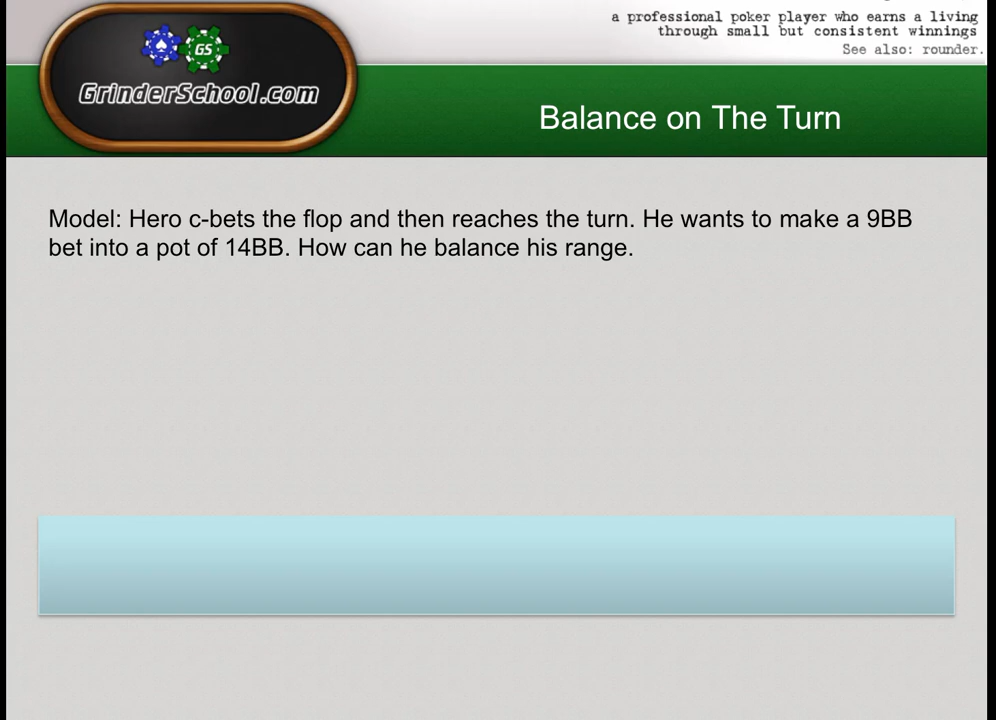 a professional poker player who earns a living
through small but consistent winnings
See also: rounder.
GS
GrinderSchool.com
Balance on The Turn
Model: Hero c-bets the flop and then reaches the turn. He wants to make a 9BB
bet into a pot of 14BB. How can he balance his range.